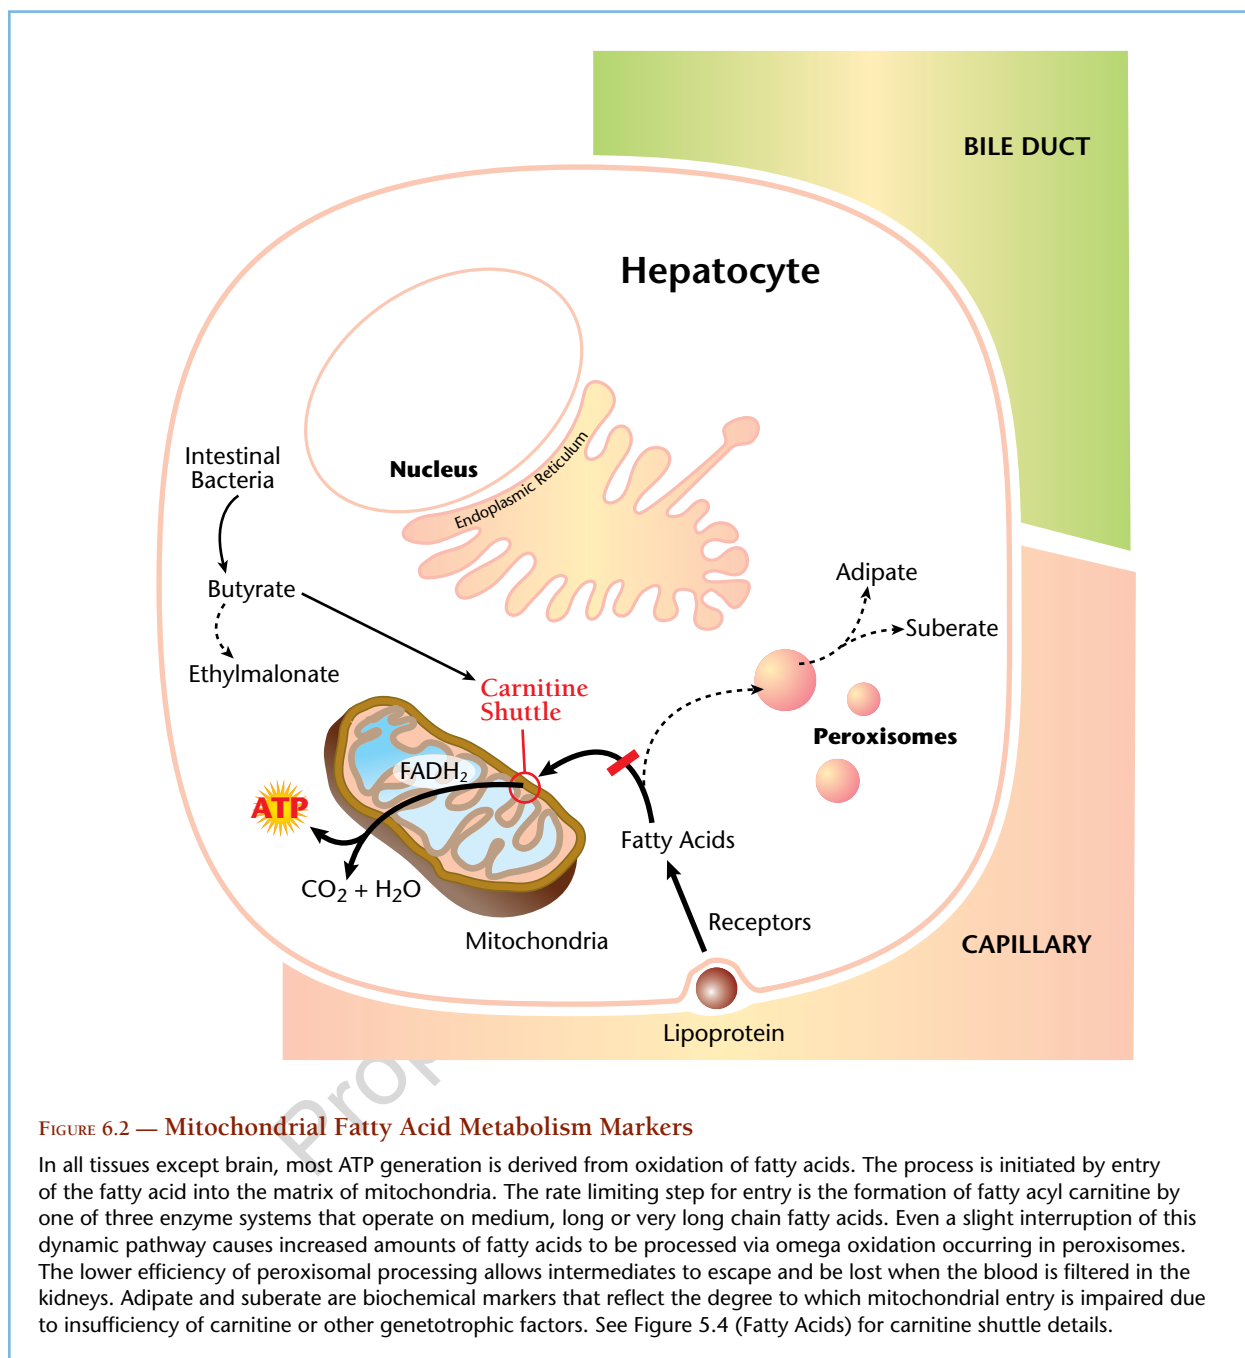 BILE DUCT
Hepatocyte
Nucleus
Endoplasmic Reticulum
Intestinal
Bacteria
Butyrate
Ethylmalonate
Adipate
Suberate
Carnitine
Shuttle
Peroxisomes
FADH₂
ATP
Fatty Acids
CO₂ + H₂O
Receptors
Mitochondria
CAPILLARY
Lipoprotein
Prop
FIGURE 6.2 — Mitochondrial Fatty Acid Metabolism Markers
In all tissues except brain, most ATP generation is derived from oxidation of fatty acids. The process is initiated by entry
of the fatty acid into the matrix of mitochondria. The rate limiting step for entry is the formation of fatty acyl carnitine by
one of three enzyme systems that operate on medium, long or very long chain fatty acids. Even a slight interruption of this
dynamic pathway causes increased amounts of fatty acids to be processed via omega oxidation occurring in peroxisomes.
The lower efficiency of peroxisomal processing allows intermediates to escape and be lost when the blood is filtered in the
kidneys. Adipate and suberate are biochemical markers that reflect the degree to which mitochondrial entry is impaired due
to insufficiency of carnitine or other genetotrophic factors. See Figure 5.4 (Fatty Acids) for carnitine shuttle details.